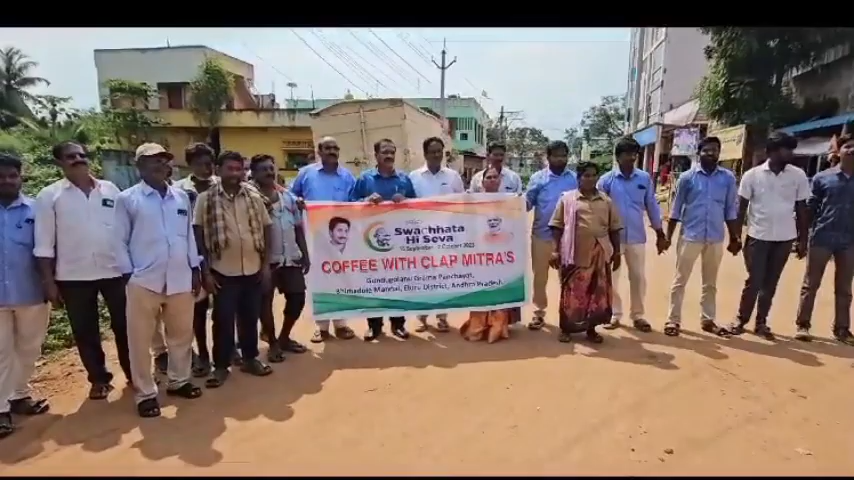 Swachhata
Hi Seva
COFFEE WITH CLAP MITRA'S
Gundugolanu Grama Panchayat,
Bhimadole Mandal, Eluru District, Andhra Pradesh.